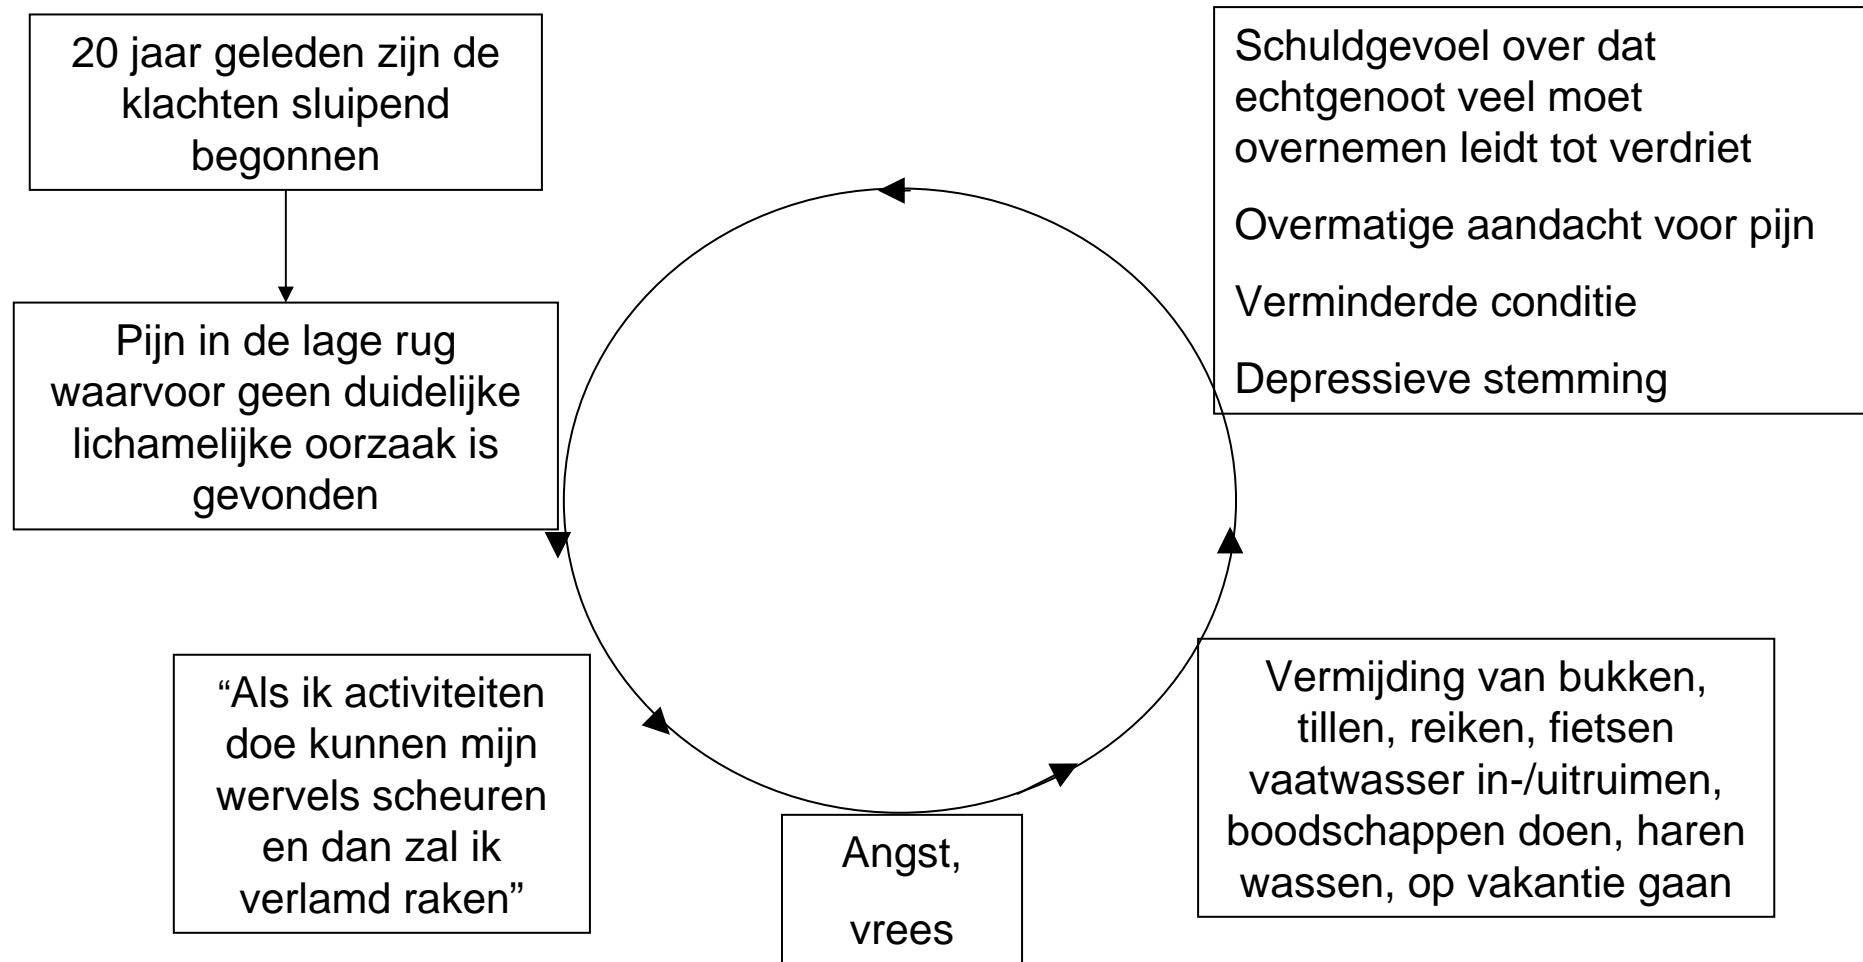 20 jaar geleden zijn de
klachten sluipend
begonnen
Pijn in de lage rug
waarvoor geen duidelijke
lichamelijke oorzaak is
gevonden
“Als ik activiteiten
doe kunnen mijn
wervels scheuren
en dan zal ik
verlamd raken”
Angst,
vrees
Vermijding van bukken,
tillen, reiken, fietsen
vaatwasser in-/uitruimen,
boodschappen doen, haren
wassen, op vakantie gaan
Schuldgevoel over dat
echtgenoot veel moet
overnemen leidt tot verdriet
Overmatige aandacht voor pijn
Verminderde conditie
Depressieve stemming